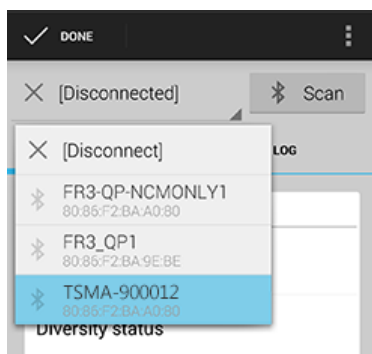 DONE
[Disconnected]
Scan
[Disconnect]
LOG
FR3-QP-NCMONLY1
80:86:F2:BA:A0:80
FR3_QP1
80:86:F2:BA:9E:BE
TSMA-900012
80:86:F2:BA:A0:80
Diversity status